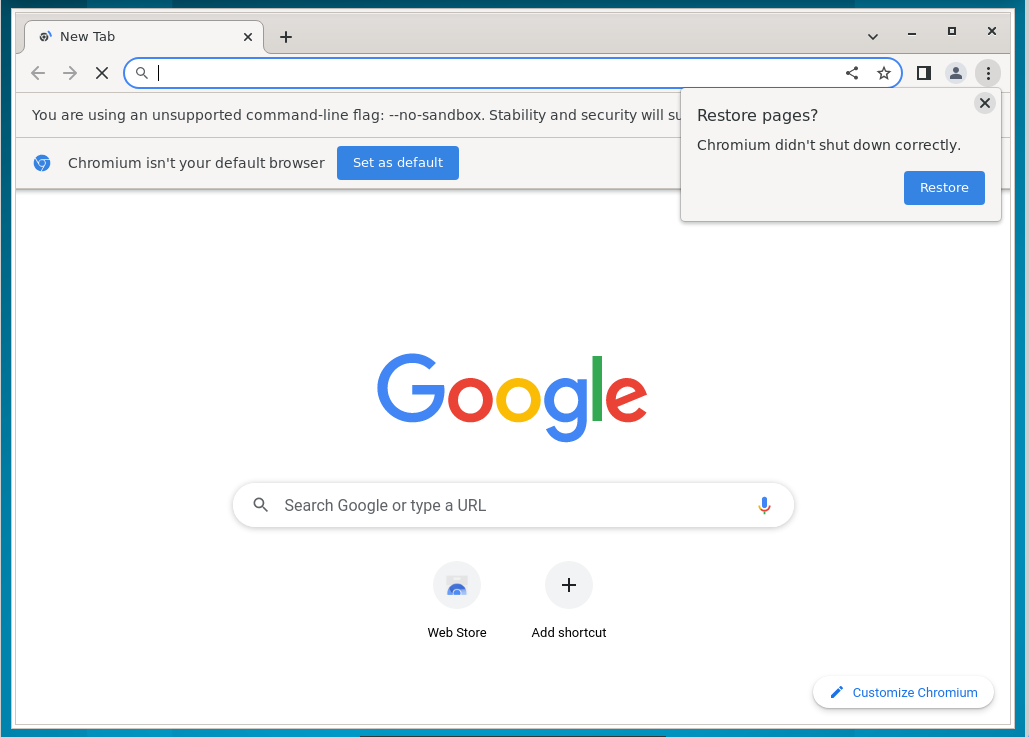 New Tab
You are using an unsupported command-line flag: --no-sandbox. Stability and security will su
Restore pages?
Chromium didn't shut down correctly.
Restore
Chromium isn't your default browser
Set as default
Google
Search Google or type a URL
Web Store
Add shortcut
Customize Chromium